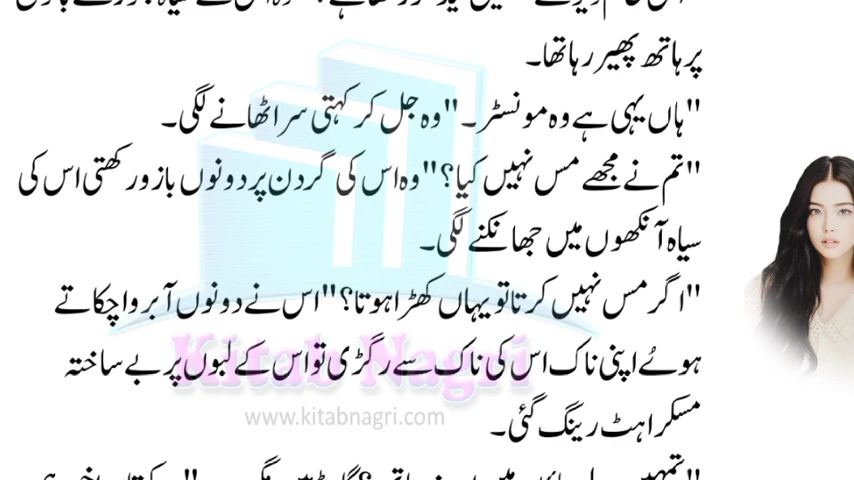 پر ہاتھ پھیر رہا تھا۔
"ہاں یہی ہے وہ مونسٹر۔" وہ جل کر کہتی سر اٹھانے لگی۔
"تم نے مجھے مس نہیں کیا؟" وہ اس کی گردن پر دونوں بازو رکھتی اس کی
سیاہ آنکھوں میں جھانکنے لگی۔
"اگر مس نہیں کرتا تو یہاں کھڑا ہوتا؟" اس نے دونوں آبرو اچکاتے
ہوئے اپنی ناک اس کی ناک سے رگڑی تو اس کے لبوں پر بے ساختہ
مسکراہٹ رینگ گئی۔
Kitab Nagri
www.kitabnagri.com